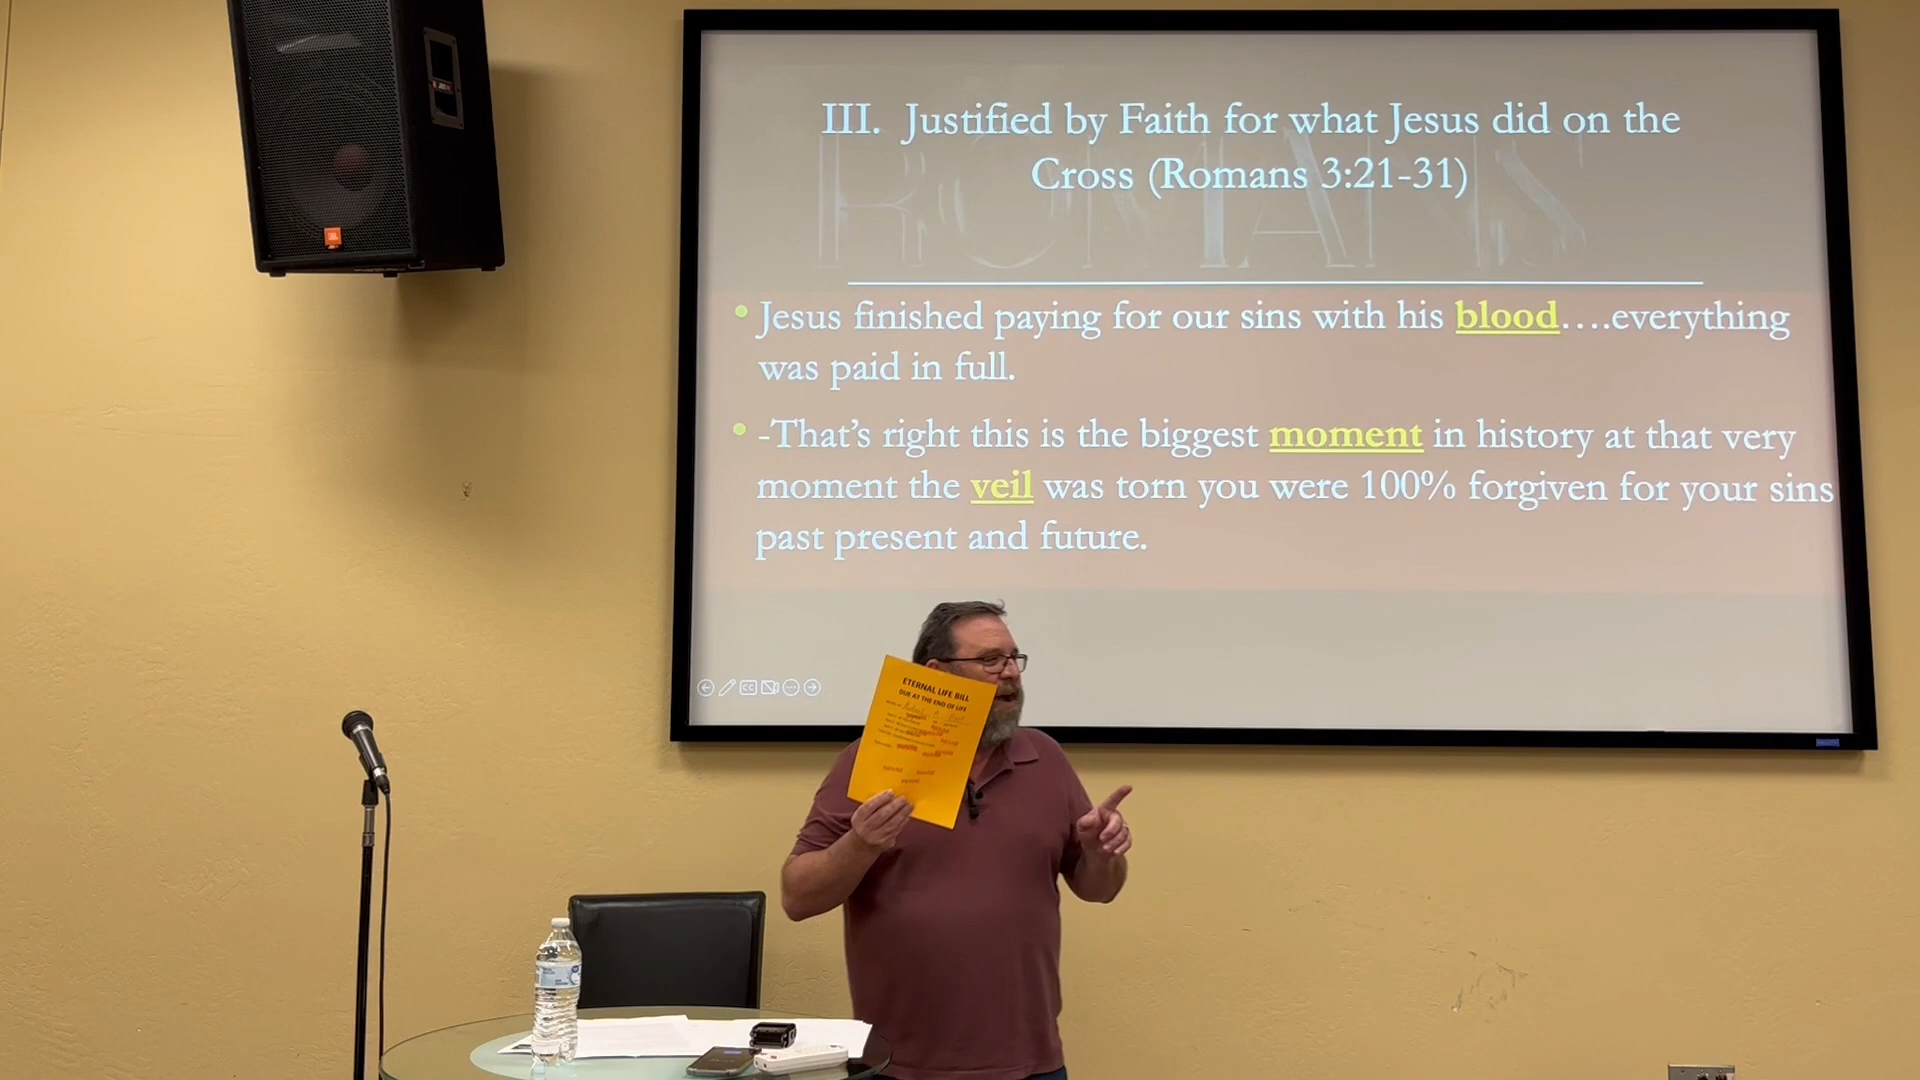 III. Justified by Faith for what Jesus did on the
Cross (Romans 3:21-31)
ROMANS
• Jesus finished paying for our sins with his blood….everything
was paid in full.
• -That's right this is the biggest moment in history at that very
moment the veil was torn you were 100% forgiven for your sins
past present and future.
ETERNAL LIFE BILL
DUE AT THE END OF LIFE
JBL
CC